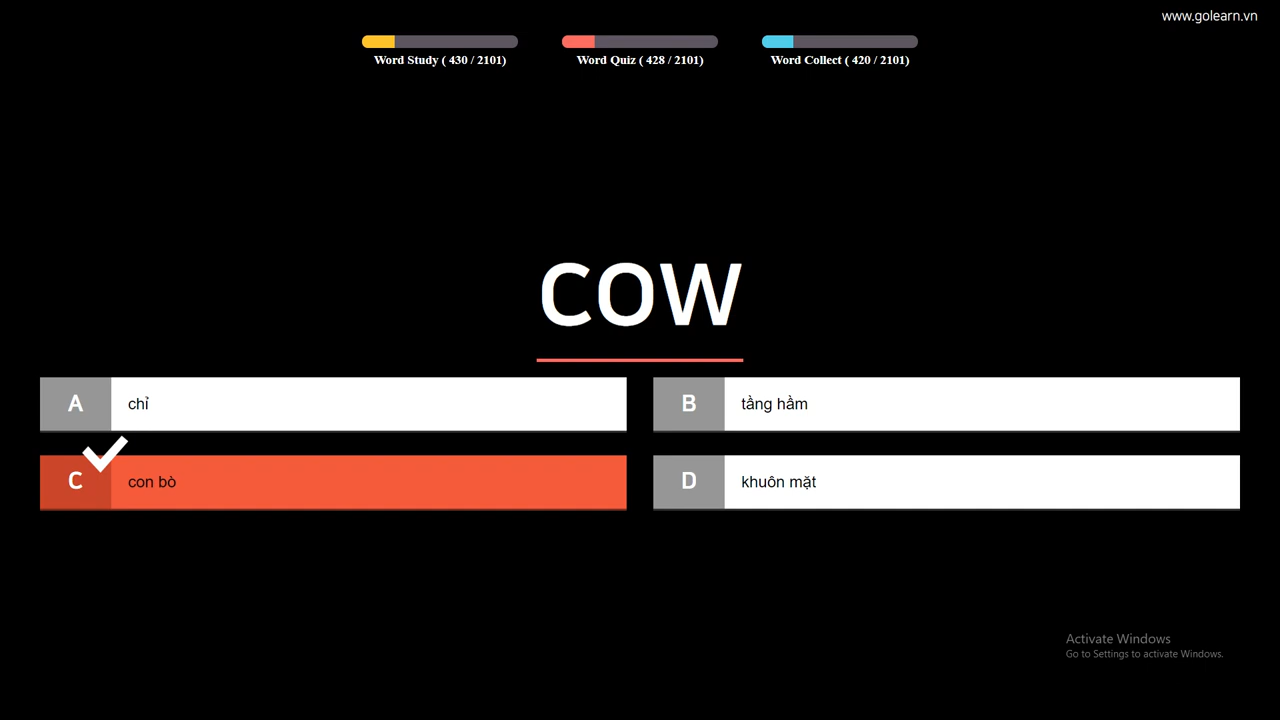 www.golearn.vn
Word Study ( 430 / 2101)
Word Quiz ( 428 / 2101)
Word Collect ( 420 / 2101)
COW
A chỉ
B tầng hầm
C con bò
D khuôn mặt
Activate Windows
Go to Settings to activate Windows.